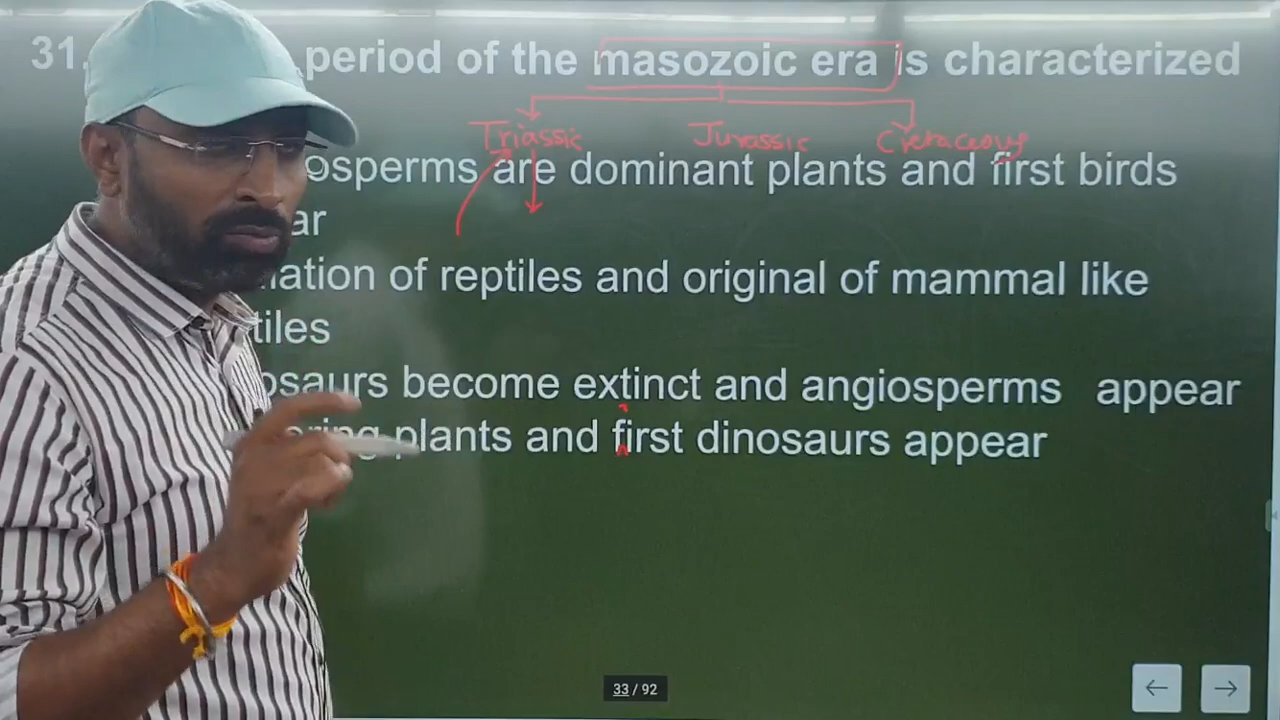 31. period of the masozoic era is characterized
Triassic Jurassic Cretaceous
osperms are dominant plants and first birds
ar
nation of reptiles and original of mammal like
tiles
osaurs become extinct and angiosperms appear
ering plants and first dinosaurs appear
33 / 92